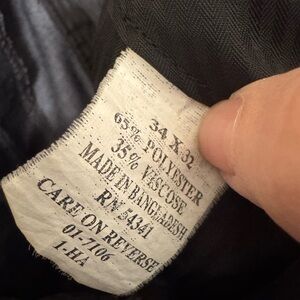 34 X 32
65% POLYESTER
35% VISCOSE
MADE IN BANGLADESH
RN 54341
CARE ON REVERSE
01-7106
1-HA